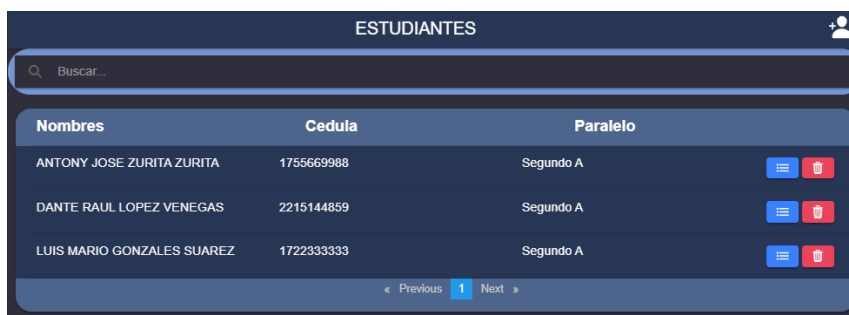 ESTUDIANTES
Buscar...
Nombres Cedula Paralelo
ANTONY JOSE ZURITA ZURITA 1755669988 Segundo A
DANTE RAUL LOPEZ VENEGAS 2215144859 Segundo A
LUIS MARIO GONZALES SUAREZ 1722333333 Segundo A
« Previous 1 Next »